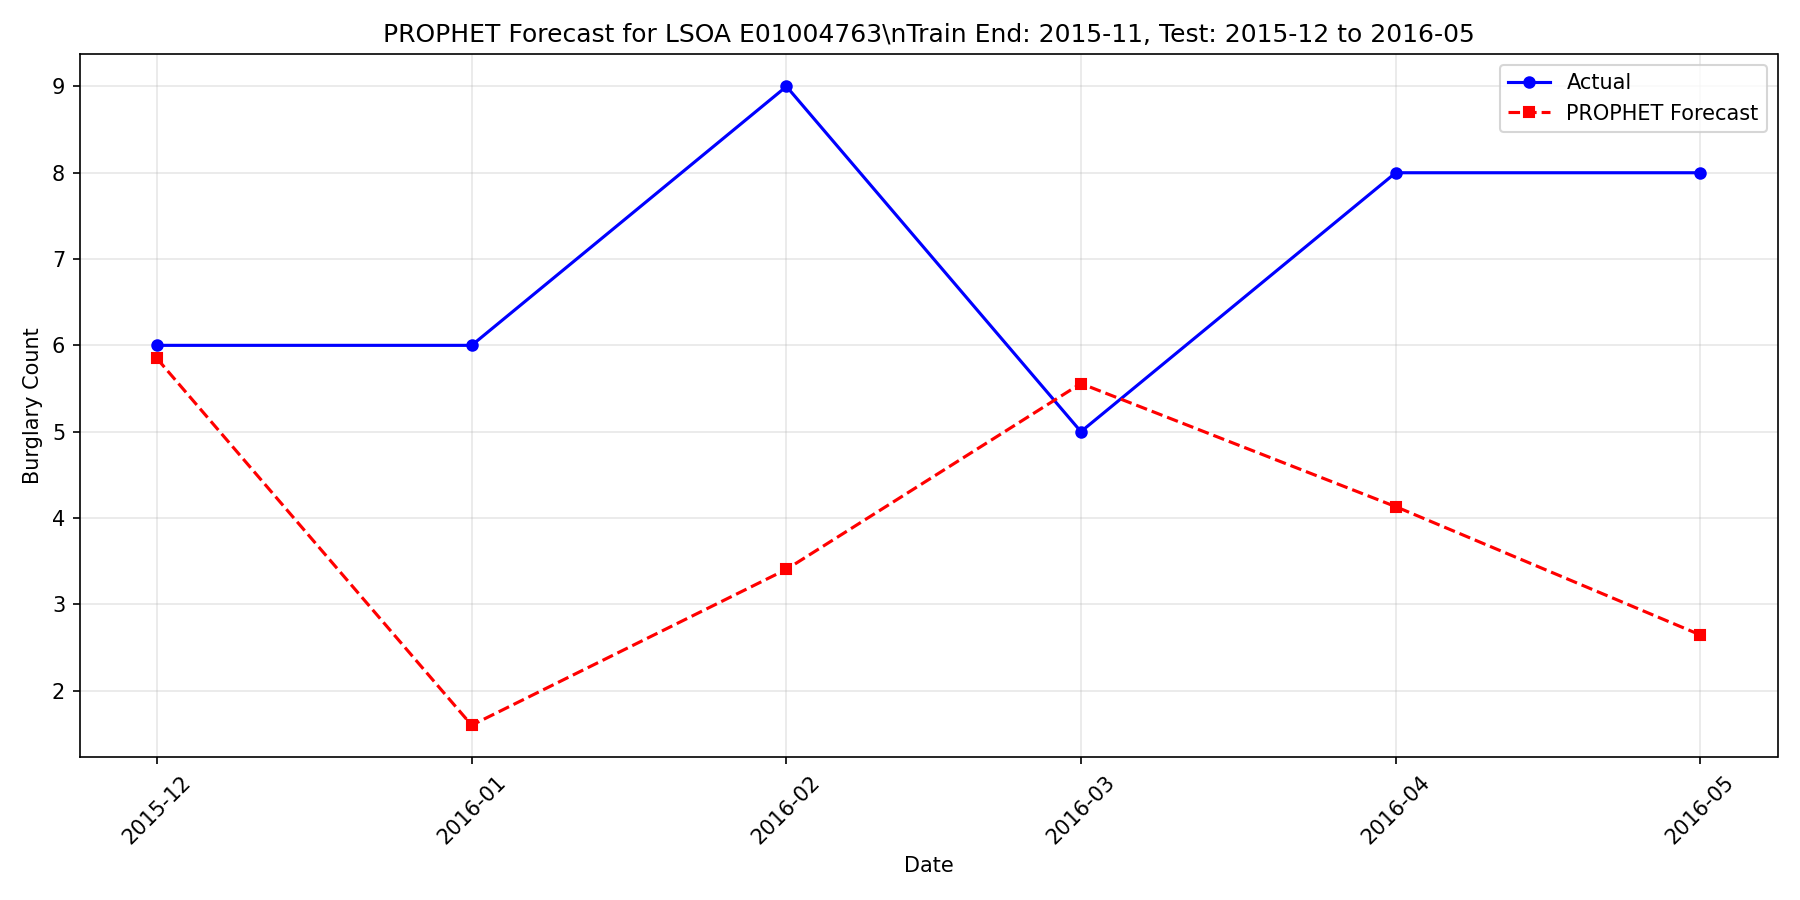 PROPHET Forecast for LSOA E01004763\nTrain End: 2015-11, Test: 2015-12 to 2016-05
Actual
PROPHET Forecast
Burglary Count
9
8
7
6
5
4
3
2
2015-12
2016-01
2016-02
2016-03
2016-04
2016-05
Date